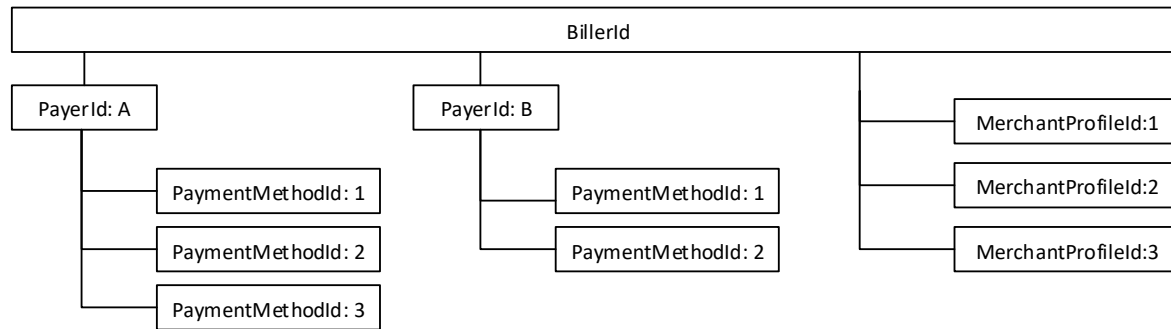 BillerId
PayerId: A
PaymentMethodId: 1
PaymentMethodId: 2
PaymentMethodId: 3
PayerId: B
PaymentMethodId: 1
PaymentMethodId: 2
MerchantProfileId:1
MerchantProfileId:2
MerchantProfileId:3